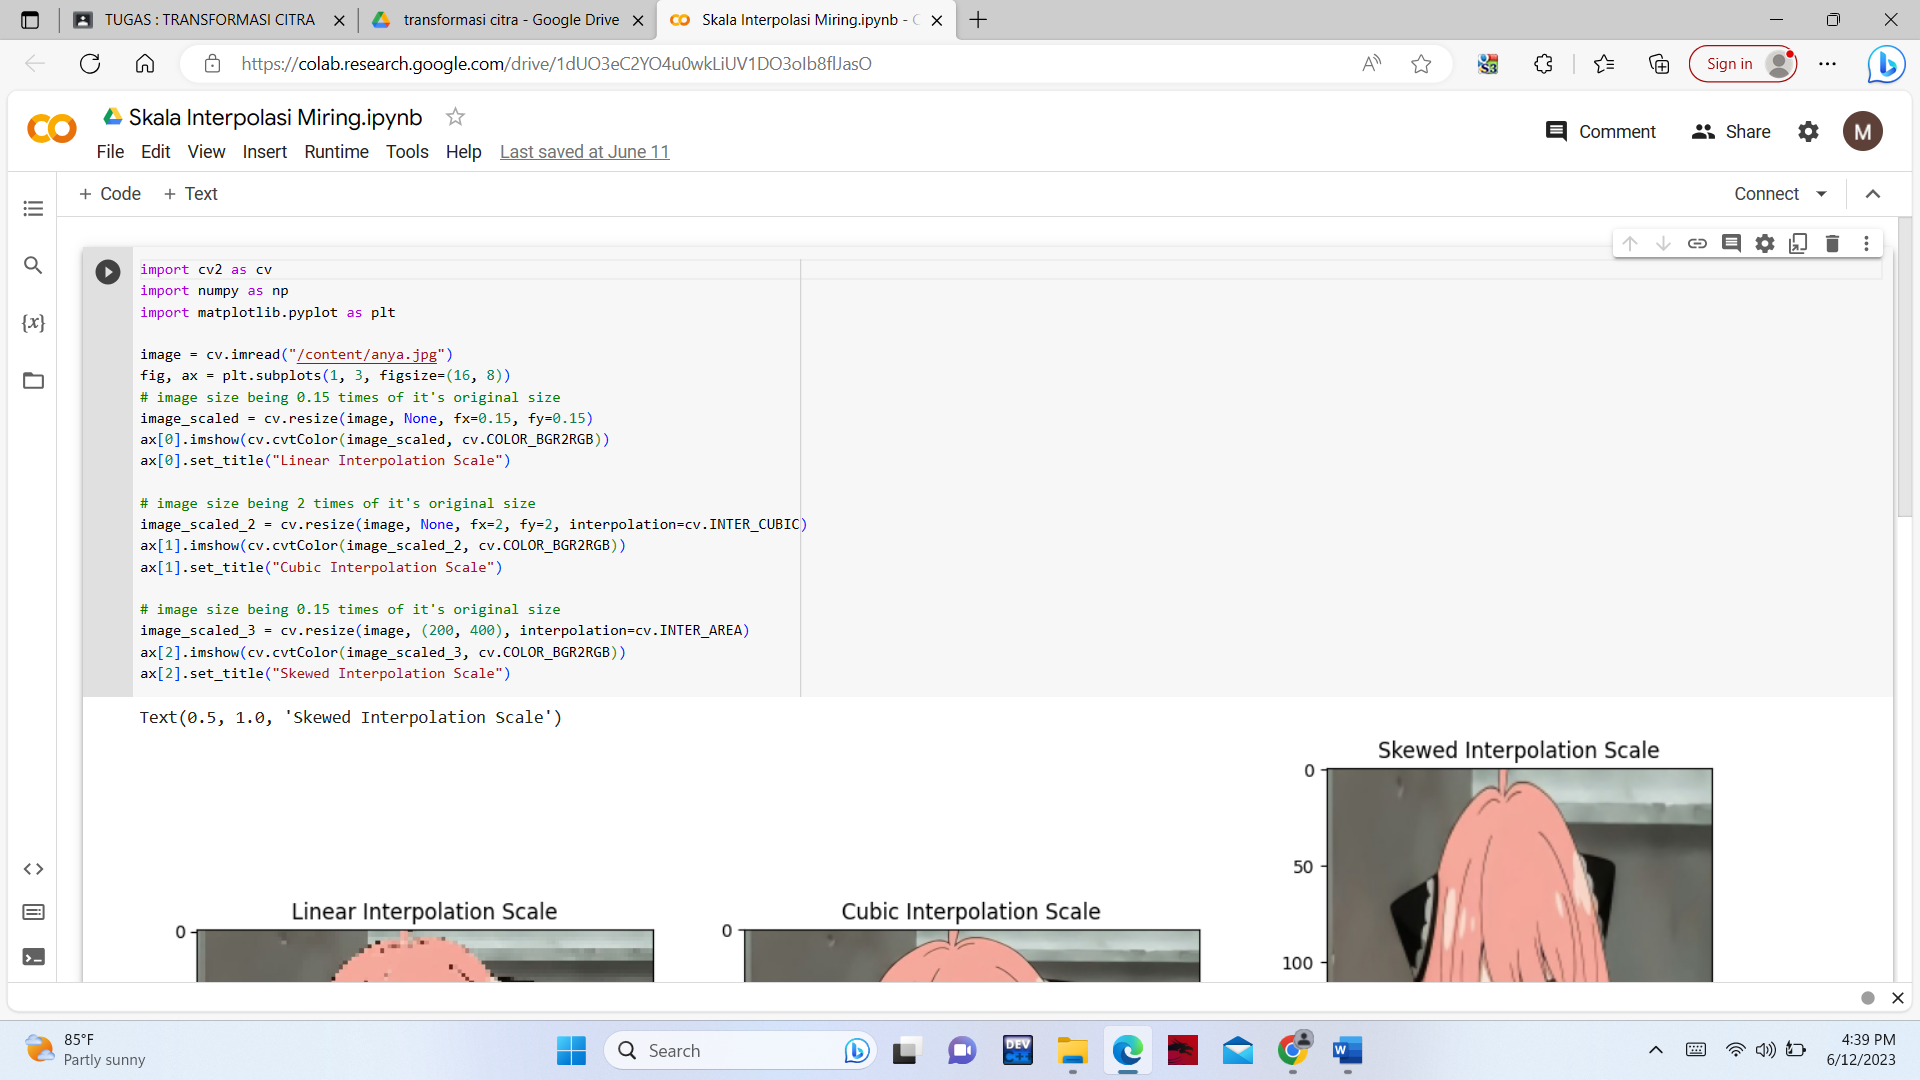 TUGAS : TRANSFORMASI CITRA
transformasi citra - Google Drive
Skala Interpolasi Miring.ipynb -
https://colab.research.google.com/drive/1dUO3eC2YO4u0wkLiUV1DO3oIb8flJasO
Sign in
Skala Interpolasi Miring.ipynb
Comment
Share
M
File Edit View Insert Runtime Tools Help Last saved at June 11
+ Code + Text
Connect
{x}
import cv2 as cv
import numpy as np
import matplotlib.pyplot as plt
image = cv.imread("/content/anya.jpg")
fig, ax = plt.subplots(1, 3, figsize=(16, 8))
# image size being 0.15 times of it's original size
image_scaled = cv.resize(image, None, fx=0.15, fy=0.15)
ax[0].imshow(cv.cvtColor(image_scaled, cv.COLOR_BGR2RGB))
ax[0].set_title("Linear Interpolation Scale")
# image size being 2 times of it's original size
image_scaled_2 = cv.resize(image, None, fx=2, fy=2, interpolation=cv.INTER_CUBIC)
ax[1].imshow(cv.cvtColor(image_scaled_2, cv.COLOR_BGR2RGB))
ax[1].set_title("Cubic Interpolation Scale")
# image size being 0.15 times of it's original size
image_scaled_3 = cv.resize(image, (200, 400), interpolation=cv.INTER_AREA)
ax[2].imshow(cv.cvtColor(image_scaled_3, cv.COLOR_BGR2RGB))
ax[2].set_title("Skewed Interpolation Scale")
Text(0.5, 1.0, 'Skewed Interpolation Scale')
Skewed Interpolation Scale
0
50
100
Linear Interpolation Scale
0
Cubic Interpolation Scale
0
85°F
Partly sunny
Search
DEV
C++
W
4:39 PM
6/12/2023